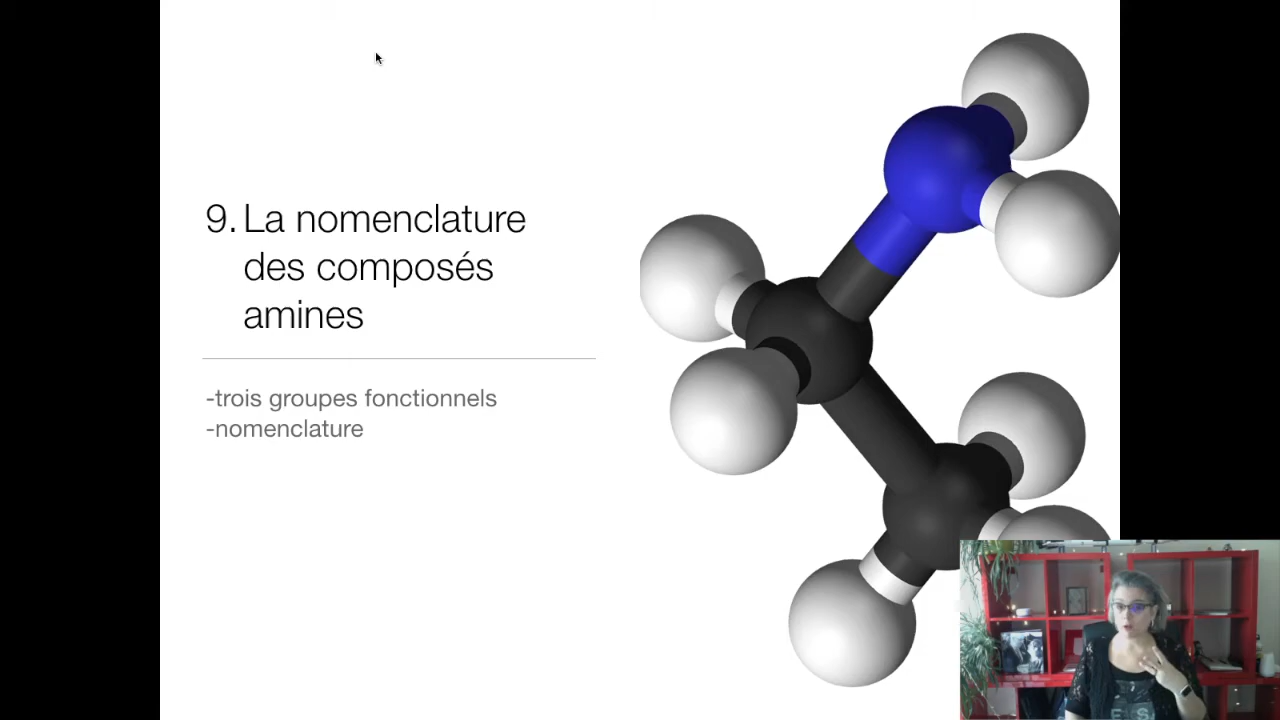 9. La nomenclature
des composés
amines
-trois groupes fonctionnels
-nomenclature